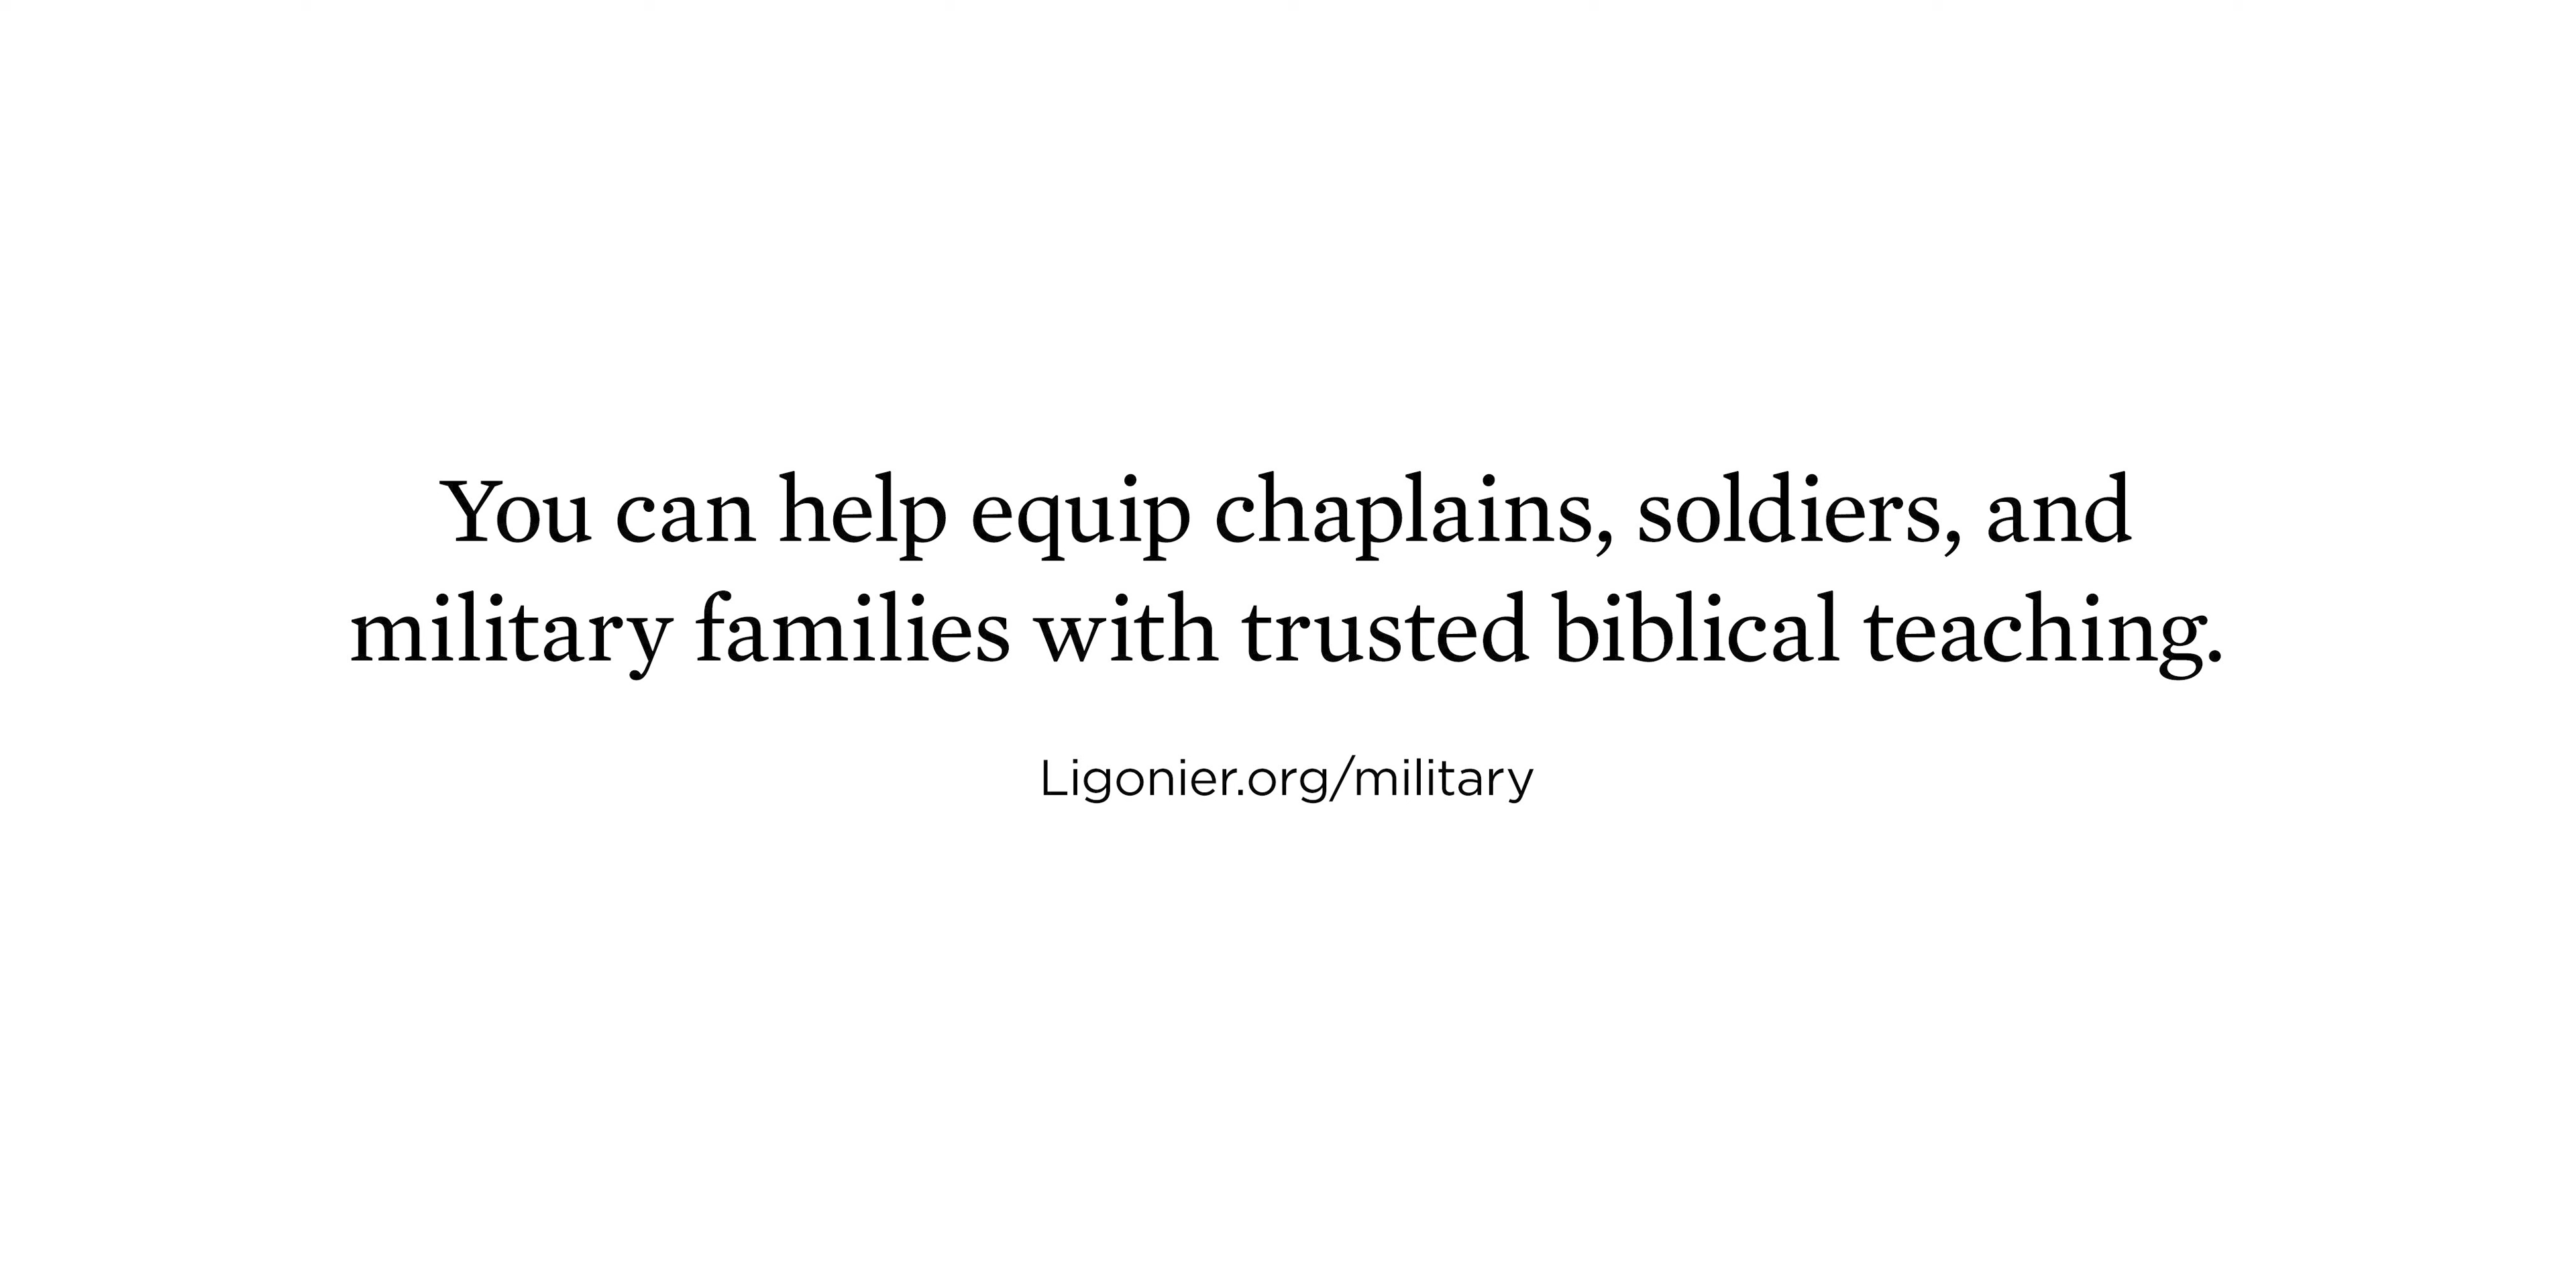 You can help equip chaplains, soldiers, and
military families with trusted biblical teaching.
Ligonier.org/military